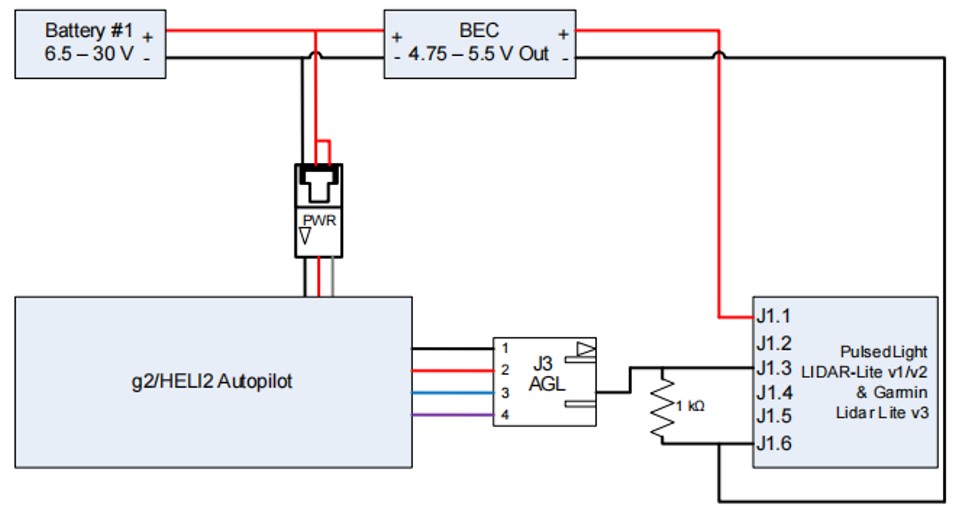 Battery #1 +
6.5 – 30 V -
BEC
+ +
- 4.75 – 5.5 V Out -
PWR
g2/HELI2 Autopilot
1
2
3
4
J3
AGL
1 kΩ
J1.1
J1.2
J1.3
J1.4
J1.5
J1.6
PulsedLight
LIDAR-Lite v1/v2
& Garmin
Lidar Lite v3